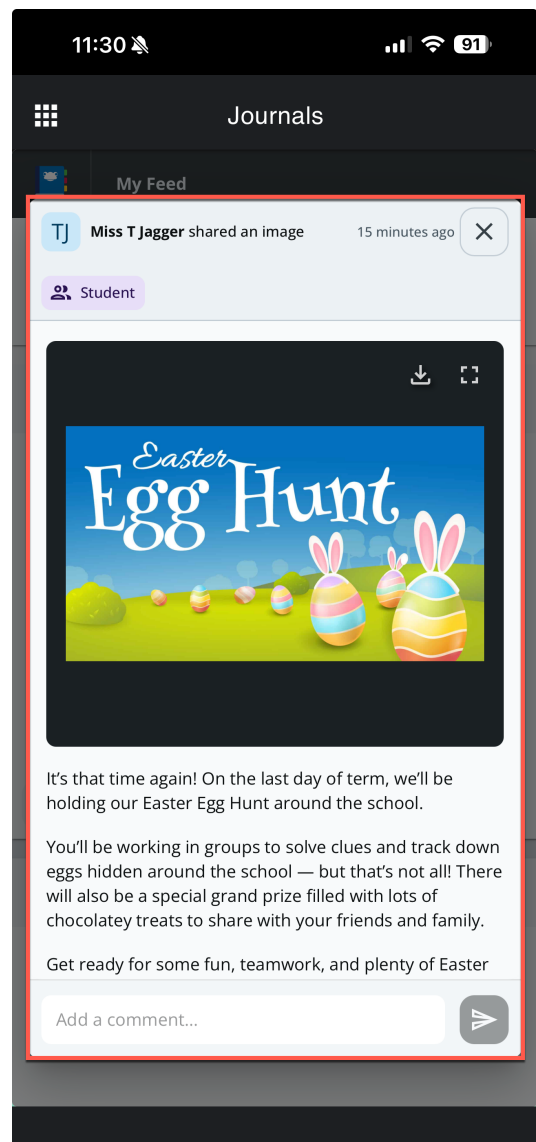 11:30
91
Journals
My Feed
TJ
Miss T Jagger shared an image
15 minutes ago
Student
Easter
Egg Hunt
It’s that time again! On the last day of term, we’ll be
holding our Easter Egg Hunt around the school.
You’ll be working in groups to solve clues and track down
eggs hidden around the school — but that’s not all! There
will also be a special grand prize filled with lots of
chocolatey treats to share with your friends and family.
Get ready for some fun, teamwork, and plenty of Easter
Add a comment...